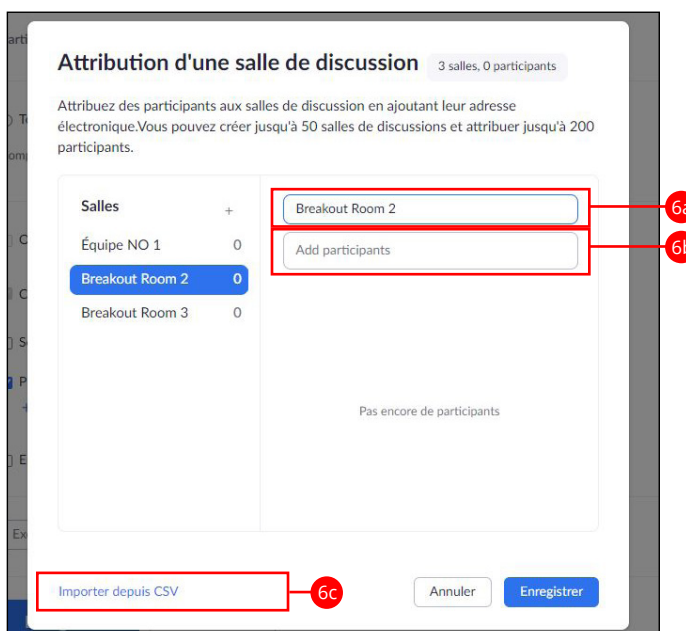 arti
Attribution d'une salle de discussion 3 salles, 0 participants
Attribuez des participants aux salles de discussion en ajoutant leur adresse
électronique.Vous pouvez créer jusqu'à 50 salles de discussions et attribuer jusqu'à 200
participants.
Salles +
Breakout Room 2 6a
Équipe NO 1 0
Add participants 6b
Breakout Room 2 0
Breakout Room 3 0
Pas encore de participants
Importer depuis CSV 6c
Annuler Enregistrer